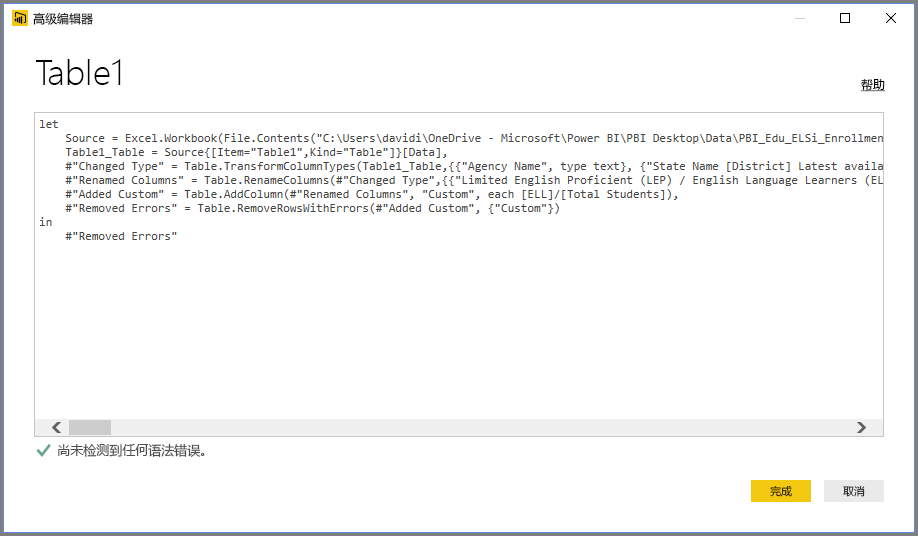 高级编辑器
Table1
帮助
let
Source = Excel.Workbook(File.Contents("C:\Users\davidi\OneDrive - Microsoft\Power BI\PBI Desktop\Data\PBI_Edu_ELSi_Enrollmen
Table1_Table = Source{[Item="Table1",Kind="Table"]}[Data],
#"Changed Type" = Table.TransformColumnTypes(Table1_Table,{{"Agency Name", type text}, {"State Name [District] Latest availa
#"Renamed Columns" = Table.RenameColumns(#"Changed Type",{{"Limited English Proficient (LEP) / English Language Learners (EL
#"Added Custom" = Table.AddColumn(#"Renamed Columns", "Custom", each [ELL]/[Total Students]),
#"Removed Errors" = Table.RemoveRowsWithErrors(#"Added Custom", {"Custom"})
in
#"Removed Errors"
尚未检测到任何语法错误。
完成
取消